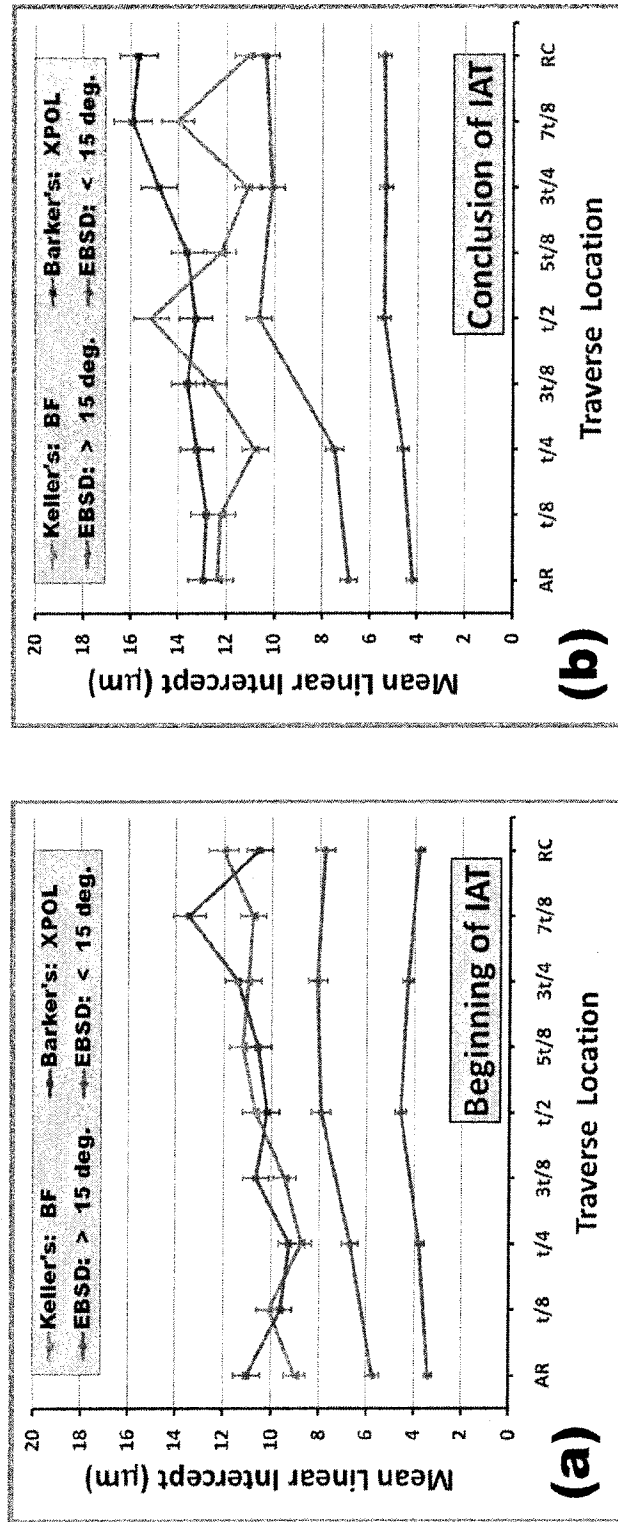 20
18
16
14
12
10
8
6
4
2
0
Mean Linear Intercept (μm)
Keller's: BF
Barker's: XPOL
EBSD: > 15 deg.
EBSD: < 15 deg.
Beginning of IAT
AR t/8 t/4 3t/8 t/2 5t/8 3t/4 7t/8 RC
Traverse Location
(a)
20
18
16
14
12
10
8
6
4
2
0
Mean Linear Intercept (μm)
Keller's: BF
Barker's: XPOL
EBSD: > 15 deg.
EBSD: < 15 deg.
Conclusion of IAT
AR t/8 t/4 3t/8 t/2 5t/8 3t/4 7t/8 RC
Traverse Location
(b)